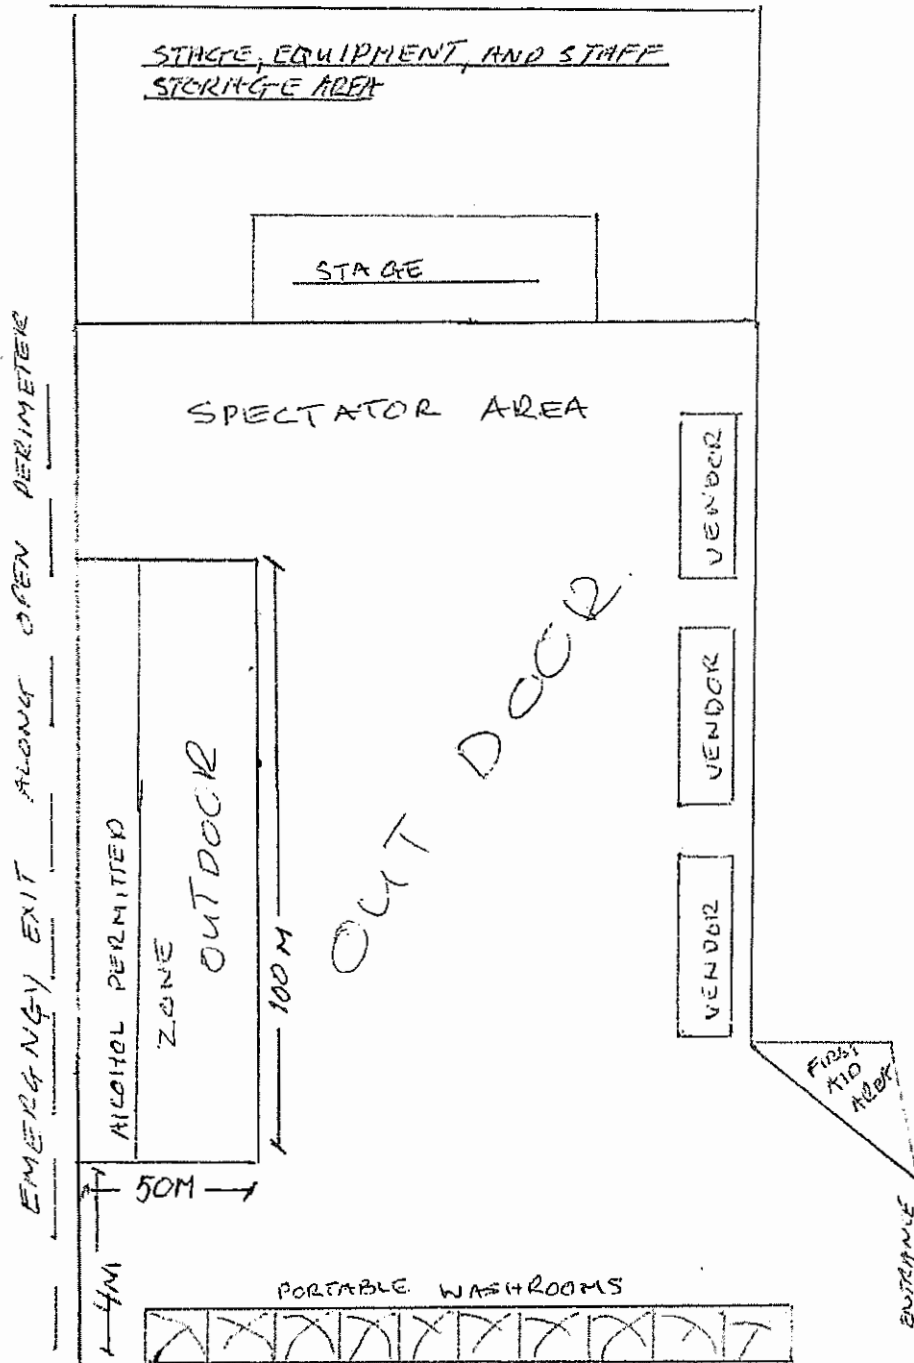 STAGE, EQUIPMENT, AND STAFF
STORAGE AREA
STAGE
SPECTATOR AREA
EMERGENGY EXIT ALONG OPEN PERIMETER
VENDOR
VENDOR
VENDOR
OUT DOOR
ALCOHOL PERMITTED
ZONE
OUTDOOR
100 M
50M
4M
FIRST
AID
AREA
ENTRANCE
PORTABLE WASHROOMS